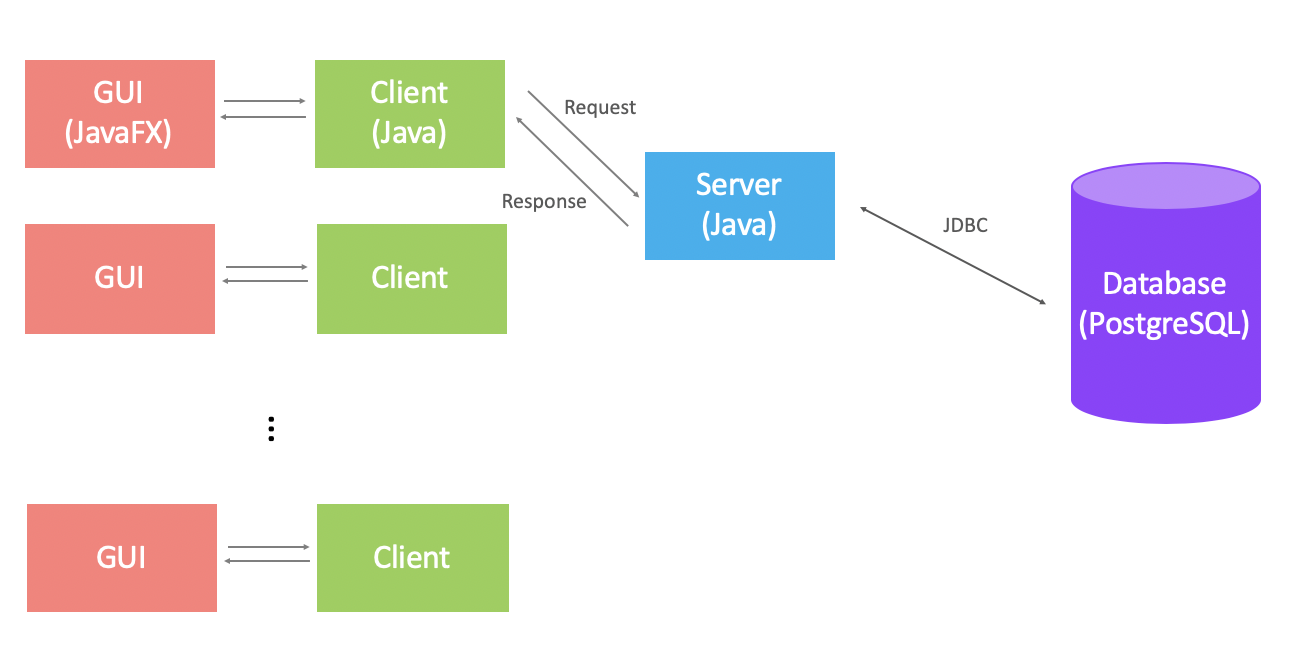 GUI
(JavaFX)
Client
(Java)
Request
Response
Server
(Java)
JDBC
Database
(PostgreSQL)
GUI
Client
GUI
Client